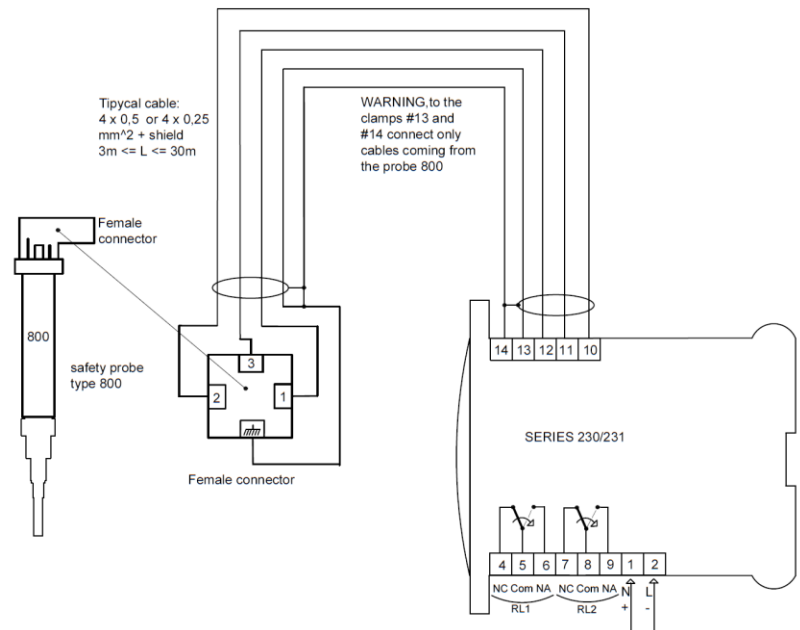 Tipycal cable:
4 x 0,5 or 4 x 0,25
mm^2 + shield
3m <= L <= 30m
WARNING,to the
clamps #13 and
#14 connect only
cables coming from
the probe 800
Female
connector
800
safety probe
type 800
3
2
1
Female connector
14 13 12 11 10
SERIES 230/231
4 5 6 7 8 9 1 2
NC Com NA NC Com NA N L
RL1 RL2 + -